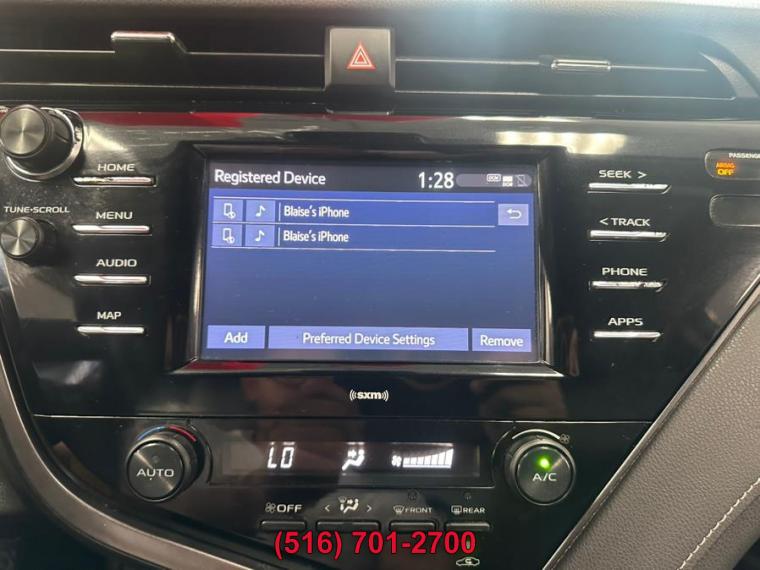 PASSENGER
AIRBAG
OFF
HOME
MENU
TUNE•SCROLL
AUDIO
MAP
Registered Device 1:28
Blaise's iPhone
Blaise's iPhone
Add Preferred Device Settings Remove
SEEK >
< TRACK
PHONE
APPS
((sxm))
AUTO
LO
A/C
OFF < > FRONT REAR
(516) 701-2700